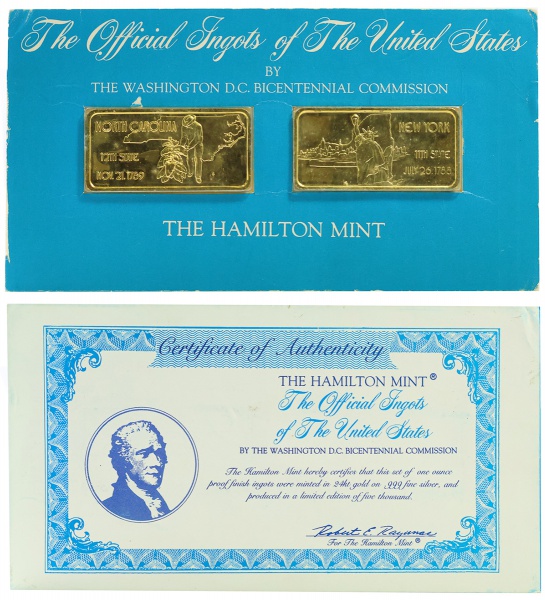 The Official Ingots of The United States
BY
THE WASHINGTON D.C. BICENTENNIAL COMMISSION
NORTH CAROLINA
12TH STATE
NOV. 21, 1789
NEW YORK
11TH STATE
JULY 26, 1788
THE HAMILTON MINT
Certificate of Authenticity
THE HAMILTON MINT®
The Official Ingots
of The United States
BY THE WASHINGTON D.C. BICENTENNIAL COMMISSION
The Hamilton Mint hereby certifies that this set of one ounce
proof finish ingots were minted in 24kt gold on .999 fine silver, and
produced in a limited edition of five thousand.
Robert E.
For The Hamilton Mint®